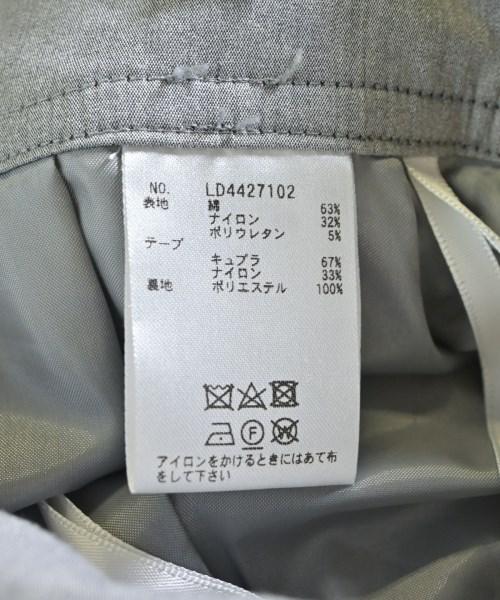 NO. LD4427102
表地 綿 63%
ナイロン 32%
ポリウレタン 5%
テープ
キュプラ 67%
ナイロン 33%
裏地 ポリエステル 100%
F W
アイロンをかけるときにはあて布
をして下さい